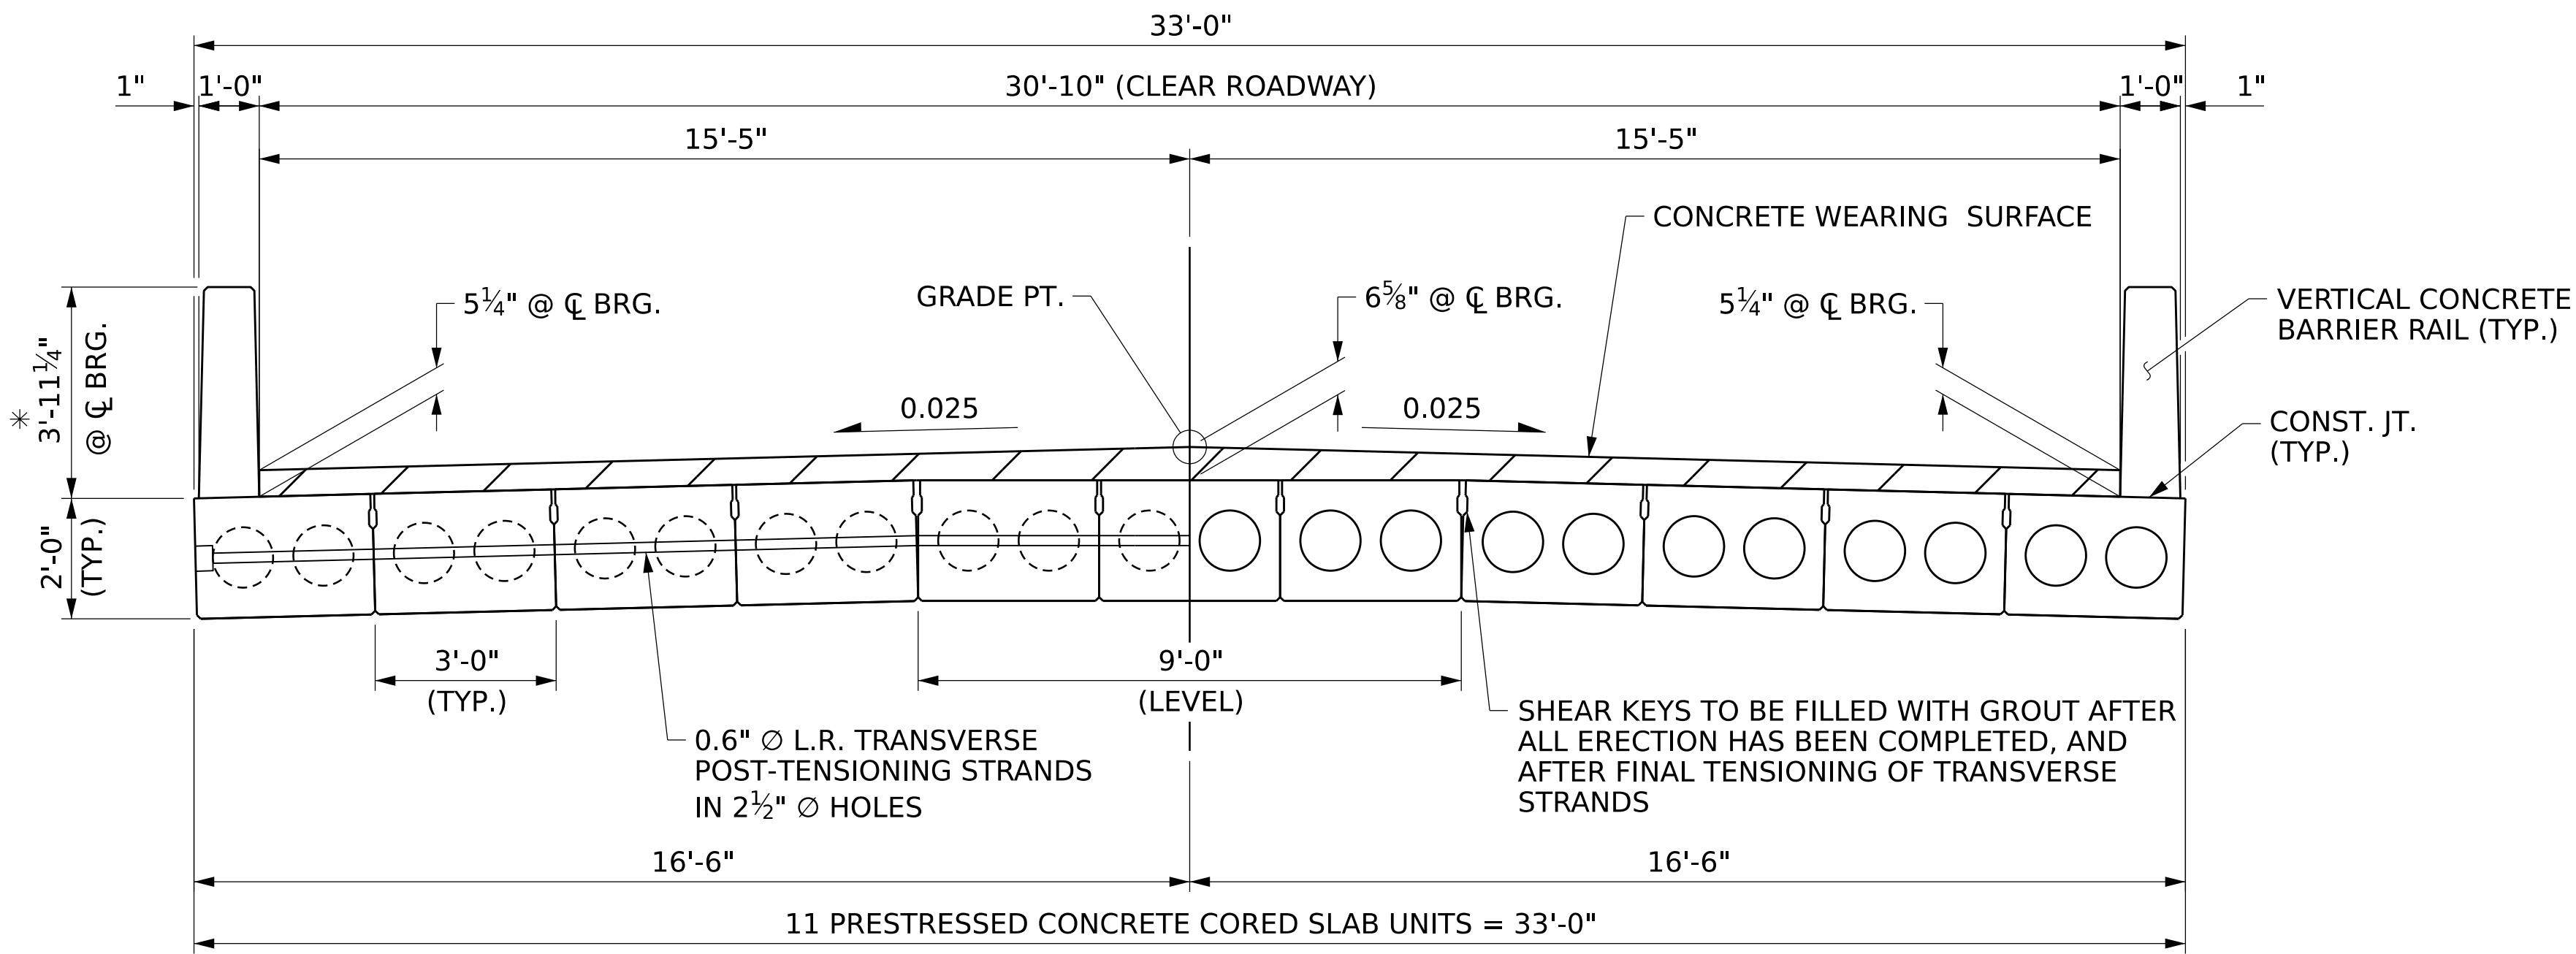 33'-0"
1" 1'-0" 30'-10" (CLEAR ROADWAY) 1'-0" 1"
15'-5" 15'-5"
CONCRETE WEARING SURFACE
5¼" @ ℄ BRG.
GRADE PT.
6⅝" @ ℄ BRG.
5¼" @ ℄ BRG.
VERTICAL CONCRETE
BARRIER RAIL (TYP.)
✳ 3'-11¼"
@ ℄ BRG.
0.025 0.025
CONST. JT.
(TYP.)
2'-0"
(TYP.)
3'-0"
(TYP.)
9'-0"
(LEVEL)
0.6" ∅ L.R. TRANSVERSE
POST-TENSIONING STRANDS
IN 2½" ∅ HOLES
SHEAR KEYS TO BE FILLED WITH GROUT AFTER
ALL ERECTION HAS BEEN COMPLETED, AND
AFTER FINAL TENSIONING OF TRANSVERSE
STRANDS
16'-6" 16'-6"
11 PRESTRESSED CONCRETE CORED SLAB UNITS = 33'-0"